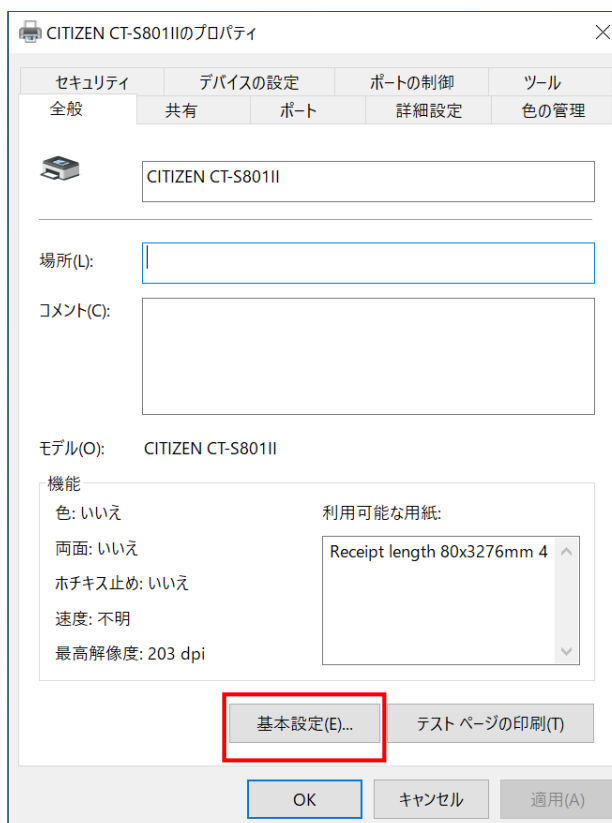 CITIZEN CT-S801IIのプロパティ
セキュリティ デバイスの設定 ポートの制御 ツール
全般 共有 ポート 詳細設定 色の管理
CITIZEN CT-S801II
場所(L):
コメント(C):
モデル(O): CITIZEN CT-S801II
機能
色: いいえ
両面: いいえ
ホチキス止め: いいえ
速度: 不明
最高解像度: 203 dpi
利用可能な用紙:
Receipt length 80x3276mm 4
基本設定(E)... テスト ページの印刷(T)
OK キャンセル 適用(A)